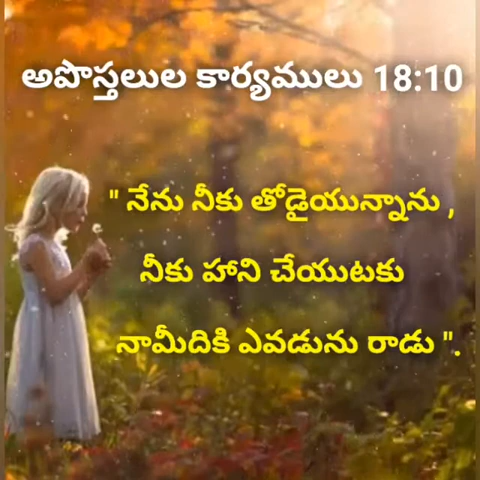 అపొస్తలుల కార్యములు 18:10
" నేను నీకు తోడైయున్నాను ,
నీకు హాని చేయుటకు
నామీదికి ఎవడును రాడు ".